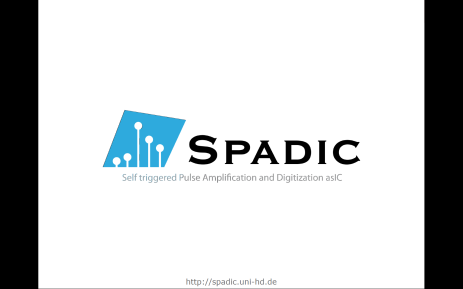 SPADIC
Self triggered Pulse Amplification and Digitization asIC
http://spadic.uni-hd.de